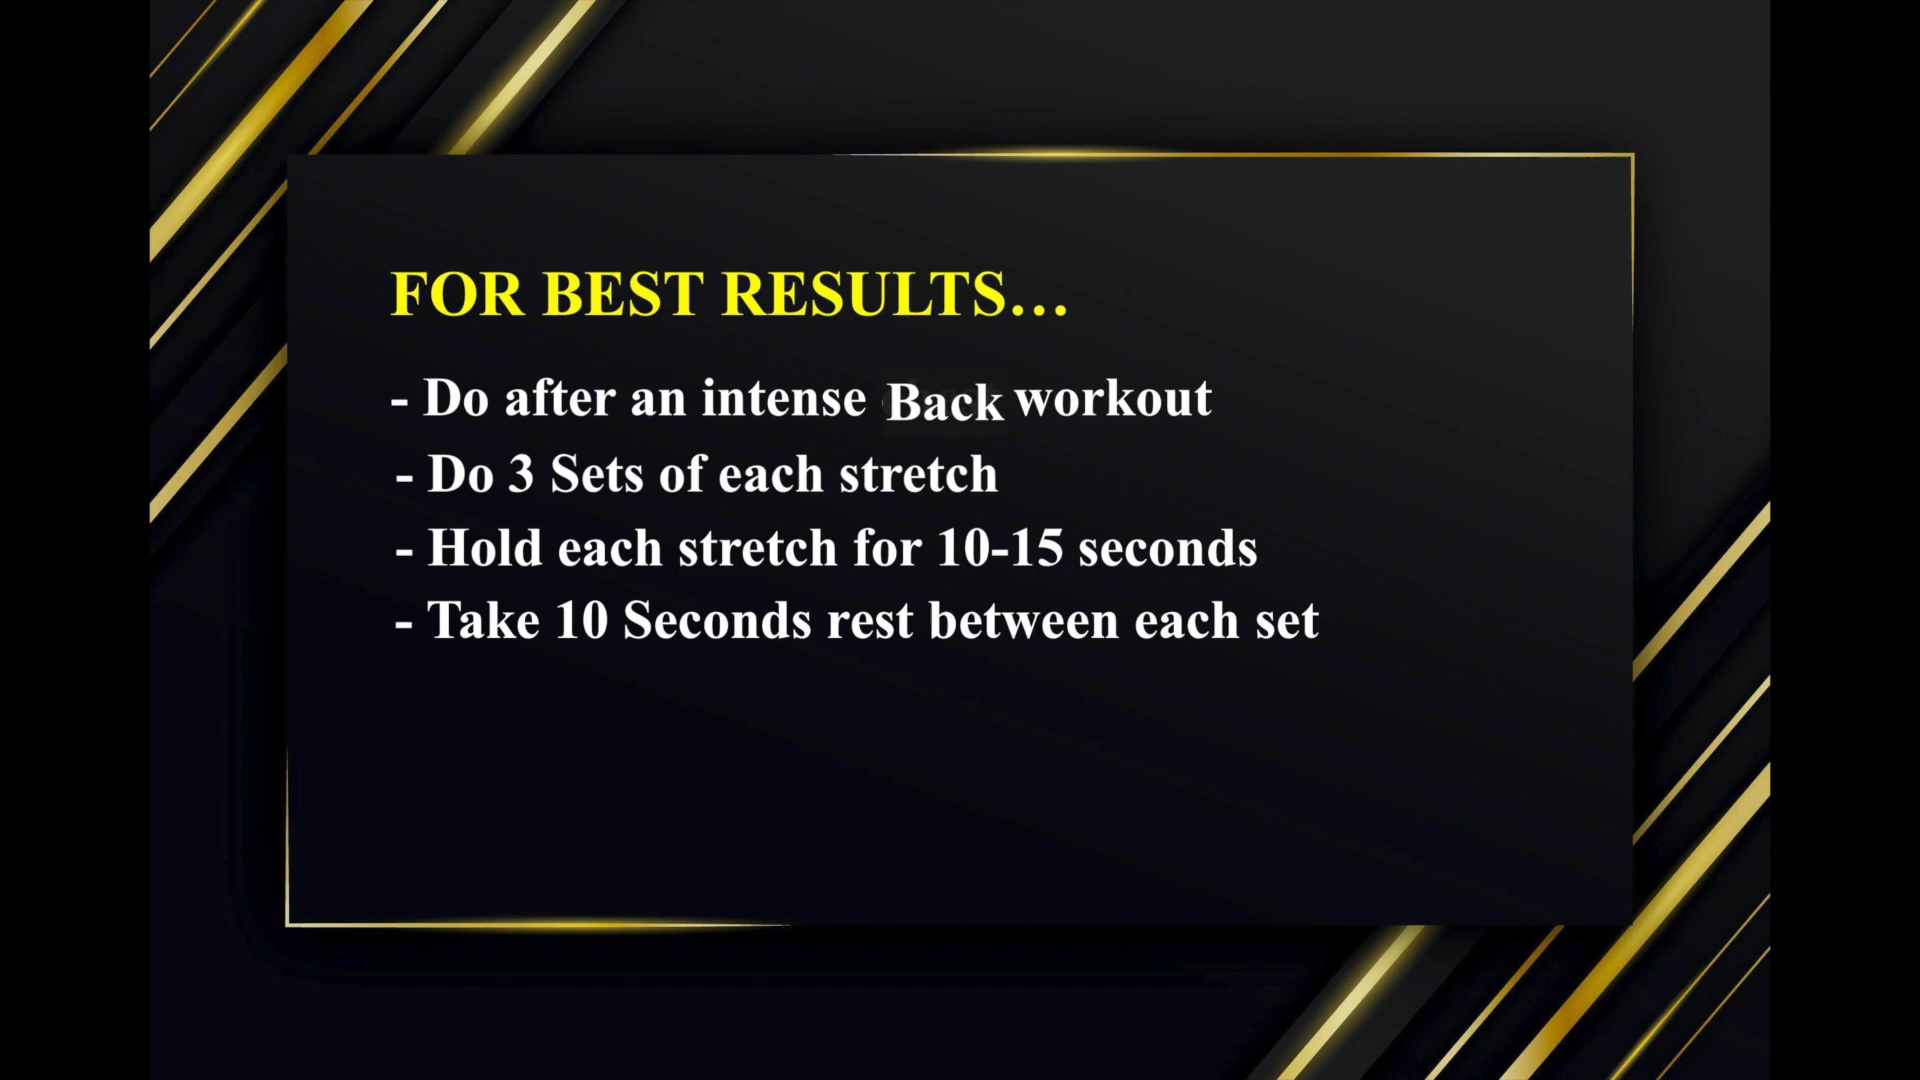 FOR BEST RESULTS…
- Do after an intense Back workout
- Do 3 Sets of each stretch
- Hold each stretch for 10-15 seconds
- Take 10 Seconds rest between each set